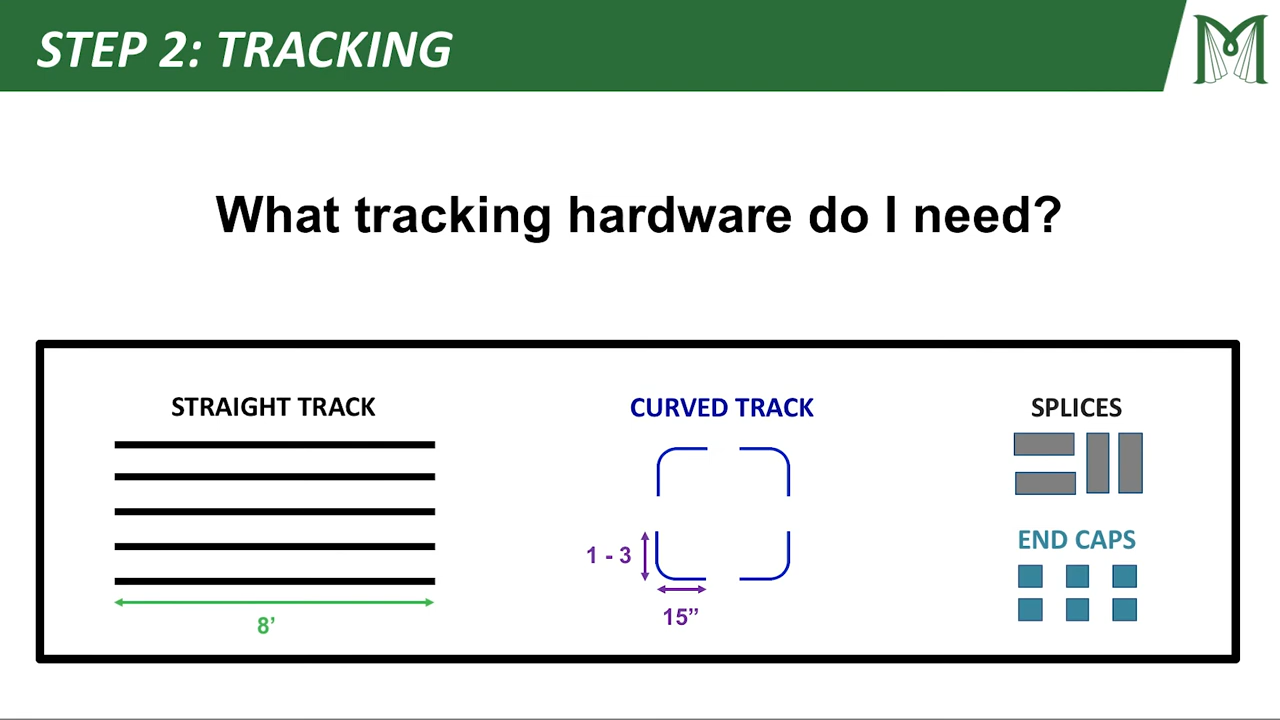 STEP 2: TRACKING
M
What tracking hardware do I need?
STRAIGHT TRACK
CURVED TRACK
SPLICES
END CAPS
1 - 3
15”
8’